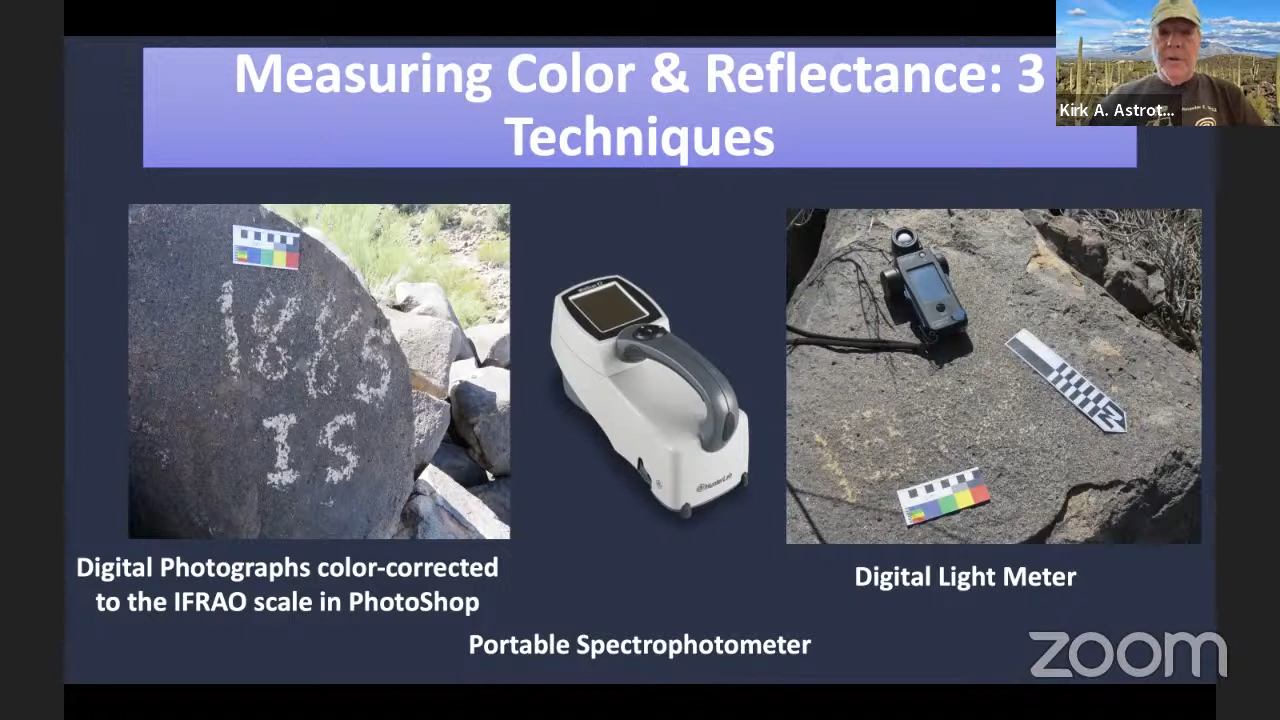 Measuring Color & Reflectance: 3
Techniques
Kirk A. Astrot...
1885
IS
HunterLab
N
Digital Photographs color-corrected
to the IFRAO scale in PhotoShop
Digital Light Meter
Portable Spectrophotometer
zoom